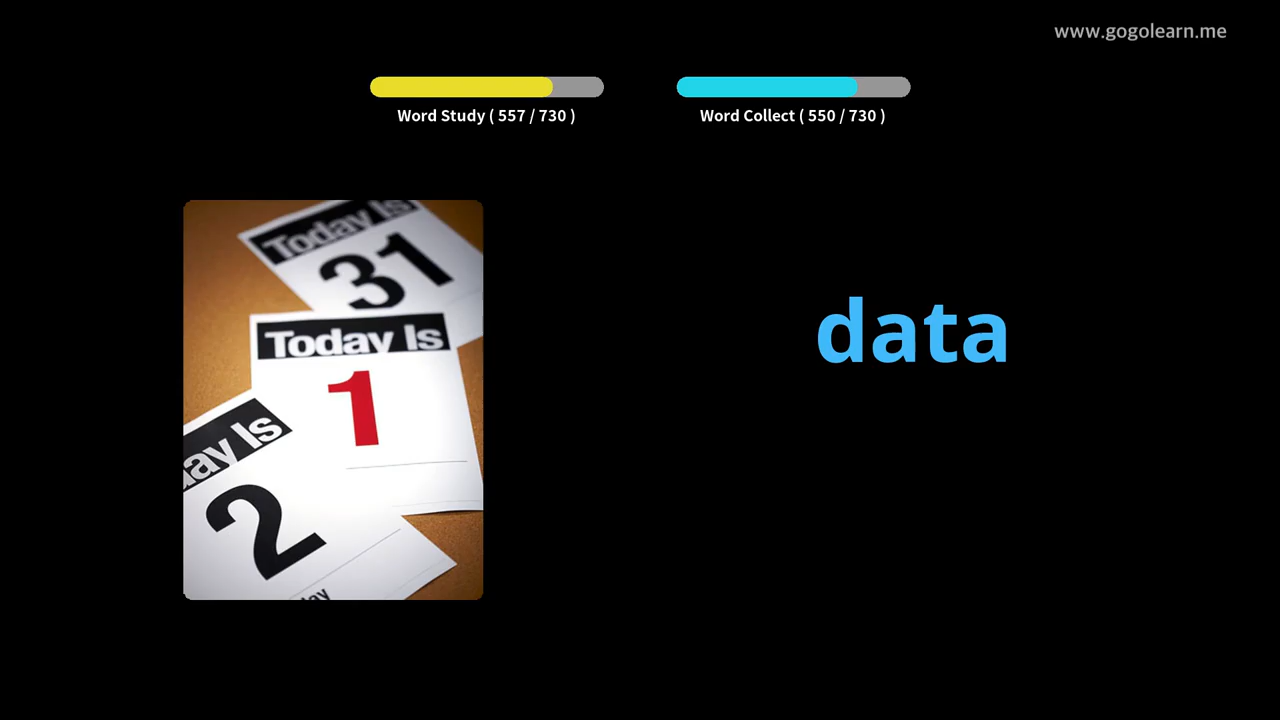 www.gogolearn.me
Word Study ( 557 / 730 )
Word Collect ( 550 / 730 )
Today Is
31
Today Is
1
day Is
2
data